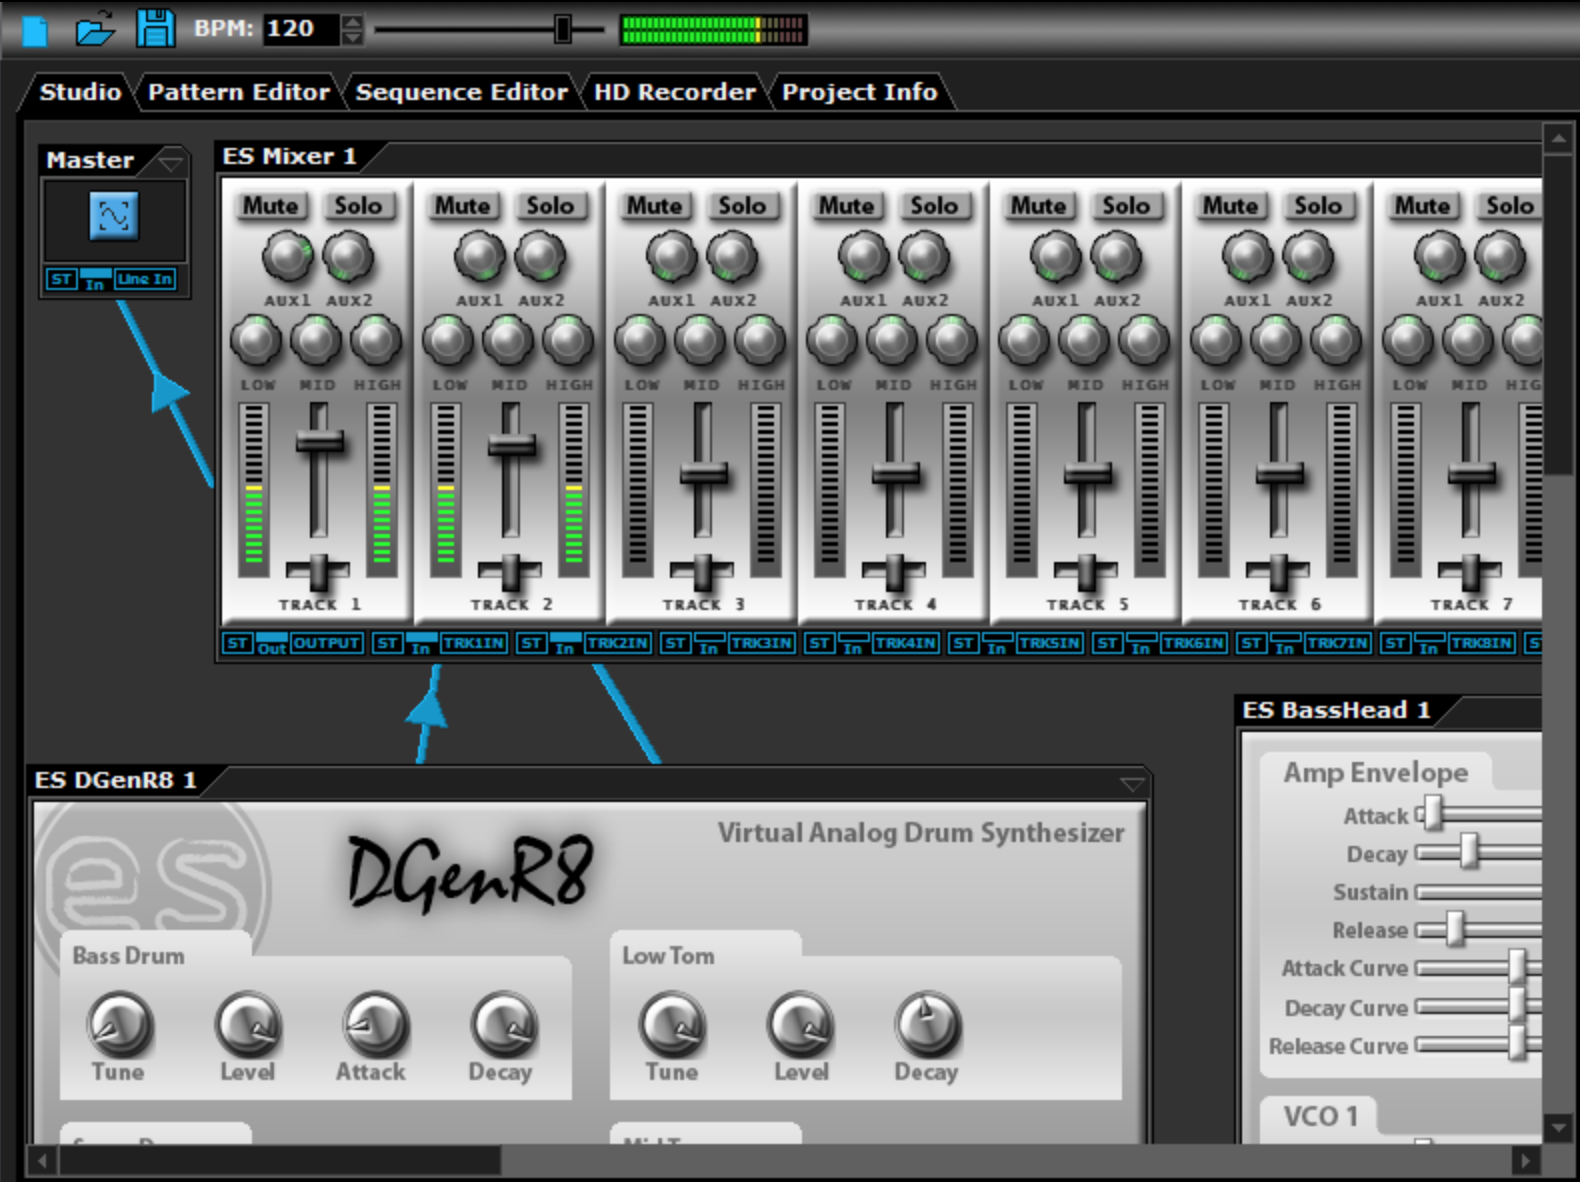 BPM: 120
Studio Pattern Editor Sequence Editor HD Recorder Project Info
Master
ST In Line In
ES Mixer 1
Mute Solo Mute Solo Mute Solo Mute Solo Mute Solo Mute Solo Mute Solo
AUX1 AUX2 AUX1 AUX2 AUX1 AUX2 AUX1 AUX2 AUX1 AUX2 AUX1 AUX2 AUX1 AUX2
LOW MID HIGH LOW MID HIGH LOW MID HIGH LOW MID HIGH LOW MID HIGH LOW MID HIGH LOW MID HIG
TRACK 1 TRACK 2 TRACK 3 TRACK 4 TRACK 5 TRACK 6 TRACK 7
ST Out OUTPUT ST In TRK1IN ST In TRK2IN ST In TRK3IN ST In TRK4IN ST In TRK5IN ST In TRK6IN ST In TRK7IN ST In TRK8IN S
ES DGenR8 1
es
DGenR8
Virtual Analog Drum Synthesizer
Bass Drum
Tune Level Attack Decay
Low Tom
Tune Level Decay
ES BassHead 1
Amp Envelope
Attack
Decay
Sustain
Release
Attack Curve
Decay Curve
Release Curve
VCO 1